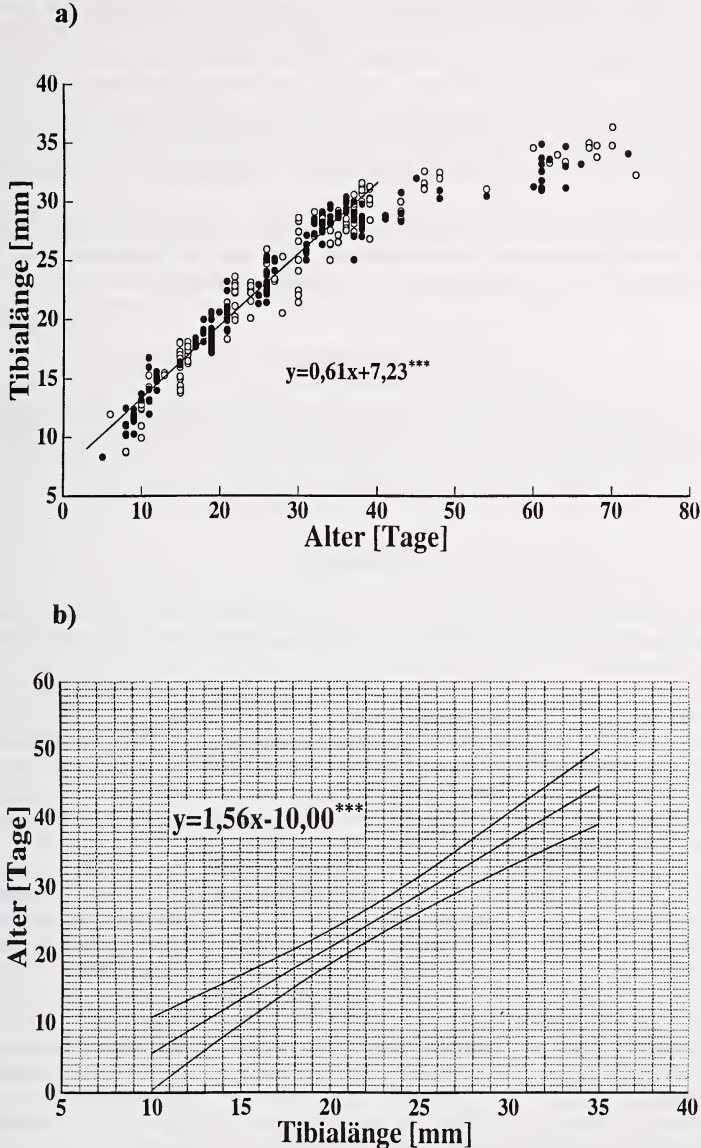 a)
40
35
30
25
20
15
10
5
Tibialänge [mm]
y=0,61x+7,23***
0 10 20 30 40 50 60 70 80
Alter [Tage]
b)
60
50
40
30
20
10
0
Alter [Tage]
y=1,56x-10,00***
5 10 15 20 25 30 35 40
Tibialänge [mm]